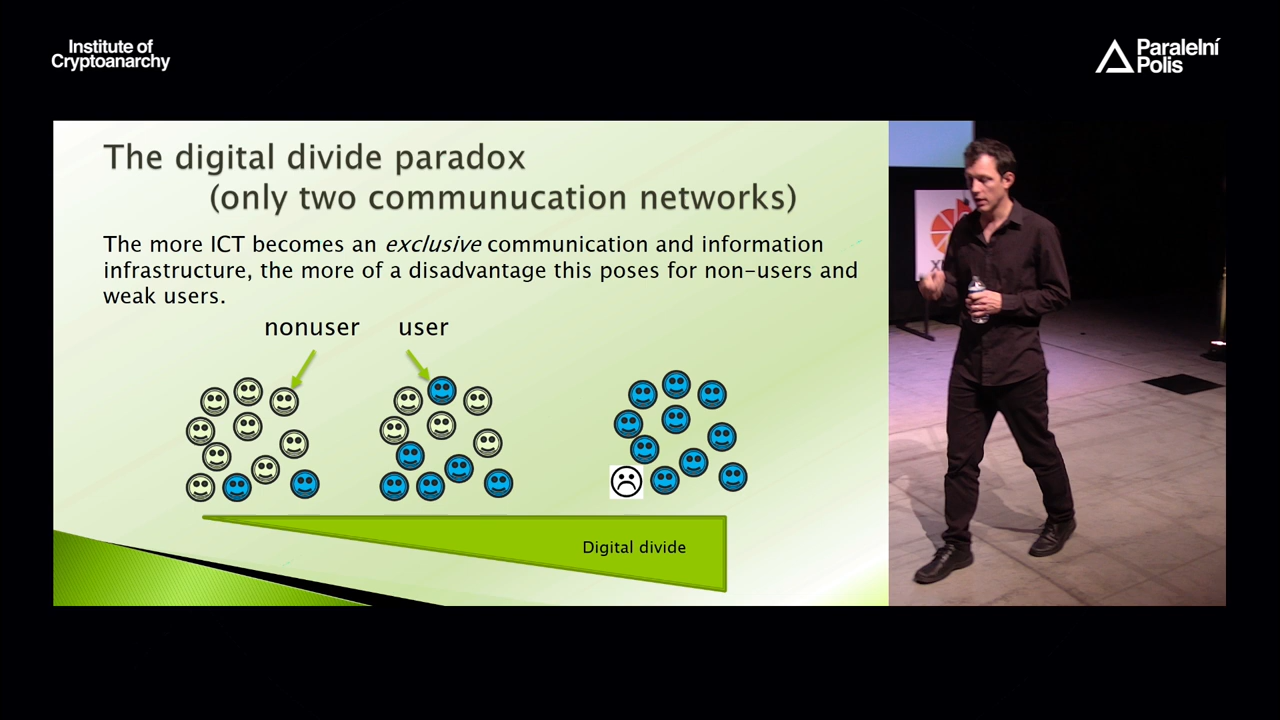 Institute of
Cryptoanarchy
Paralelní
Polis
The digital divide paradox
(only two communucation networks)
The more ICT becomes an exclusive communication and information
infrastructure, the more of a disadvantage this poses for non-users and
weak users.
nonuser user
Digital divide